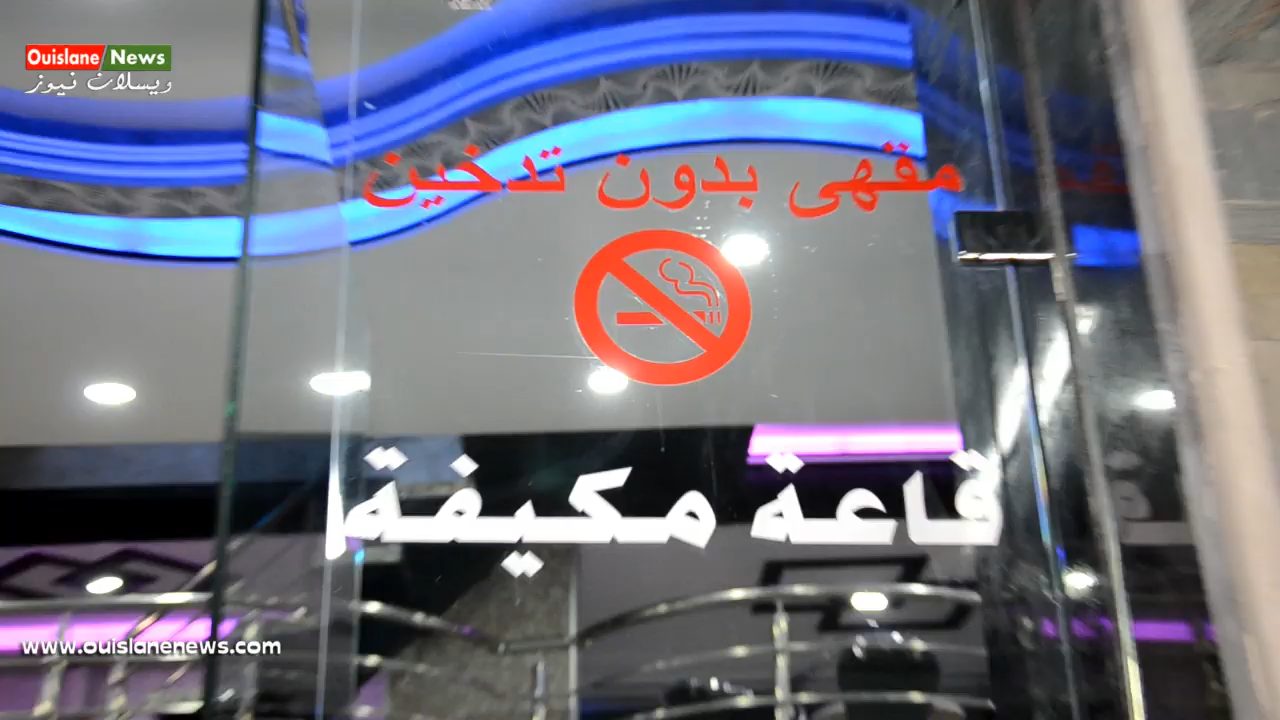 Ouislane/News
ويسلان نيوز
مقهى بدون تدخين
قاعة مكيفة
www.ouislanenews.com